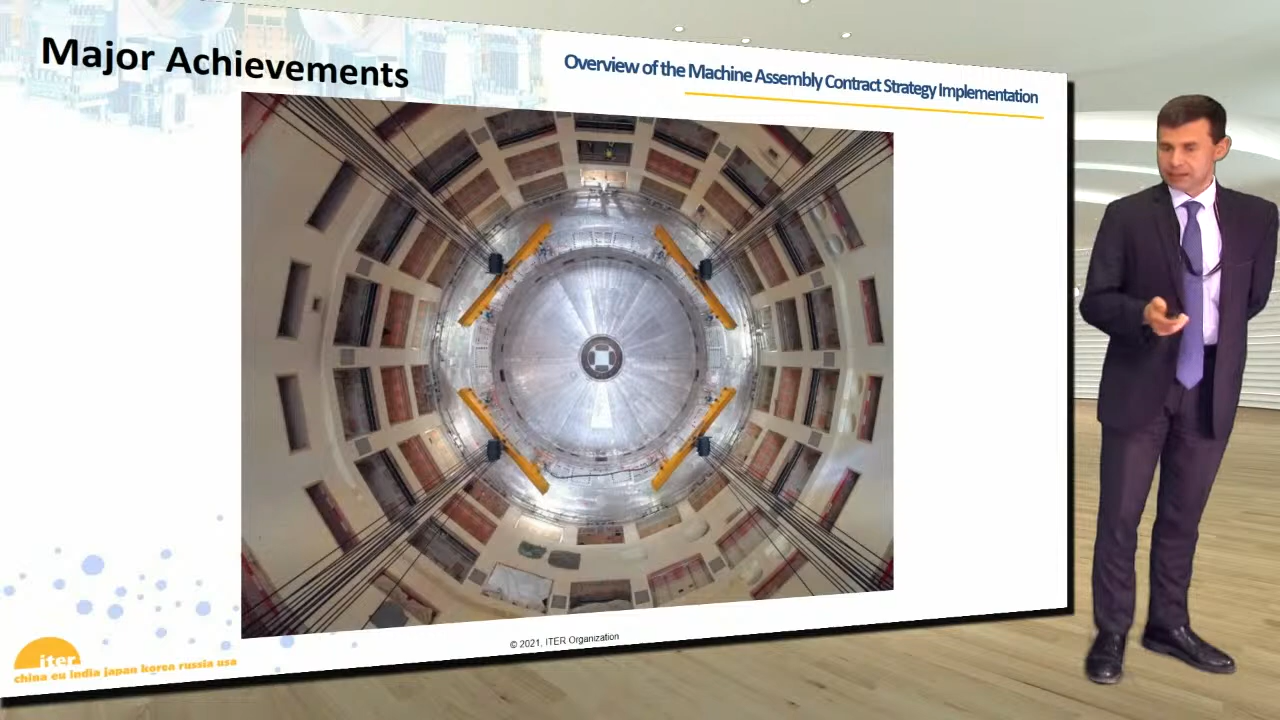 Major Achievements
Overview of the Machine Assembly Contract Strategy Implementation
© 2021, ITER Organization
iter
china eu india japan korea russia usa